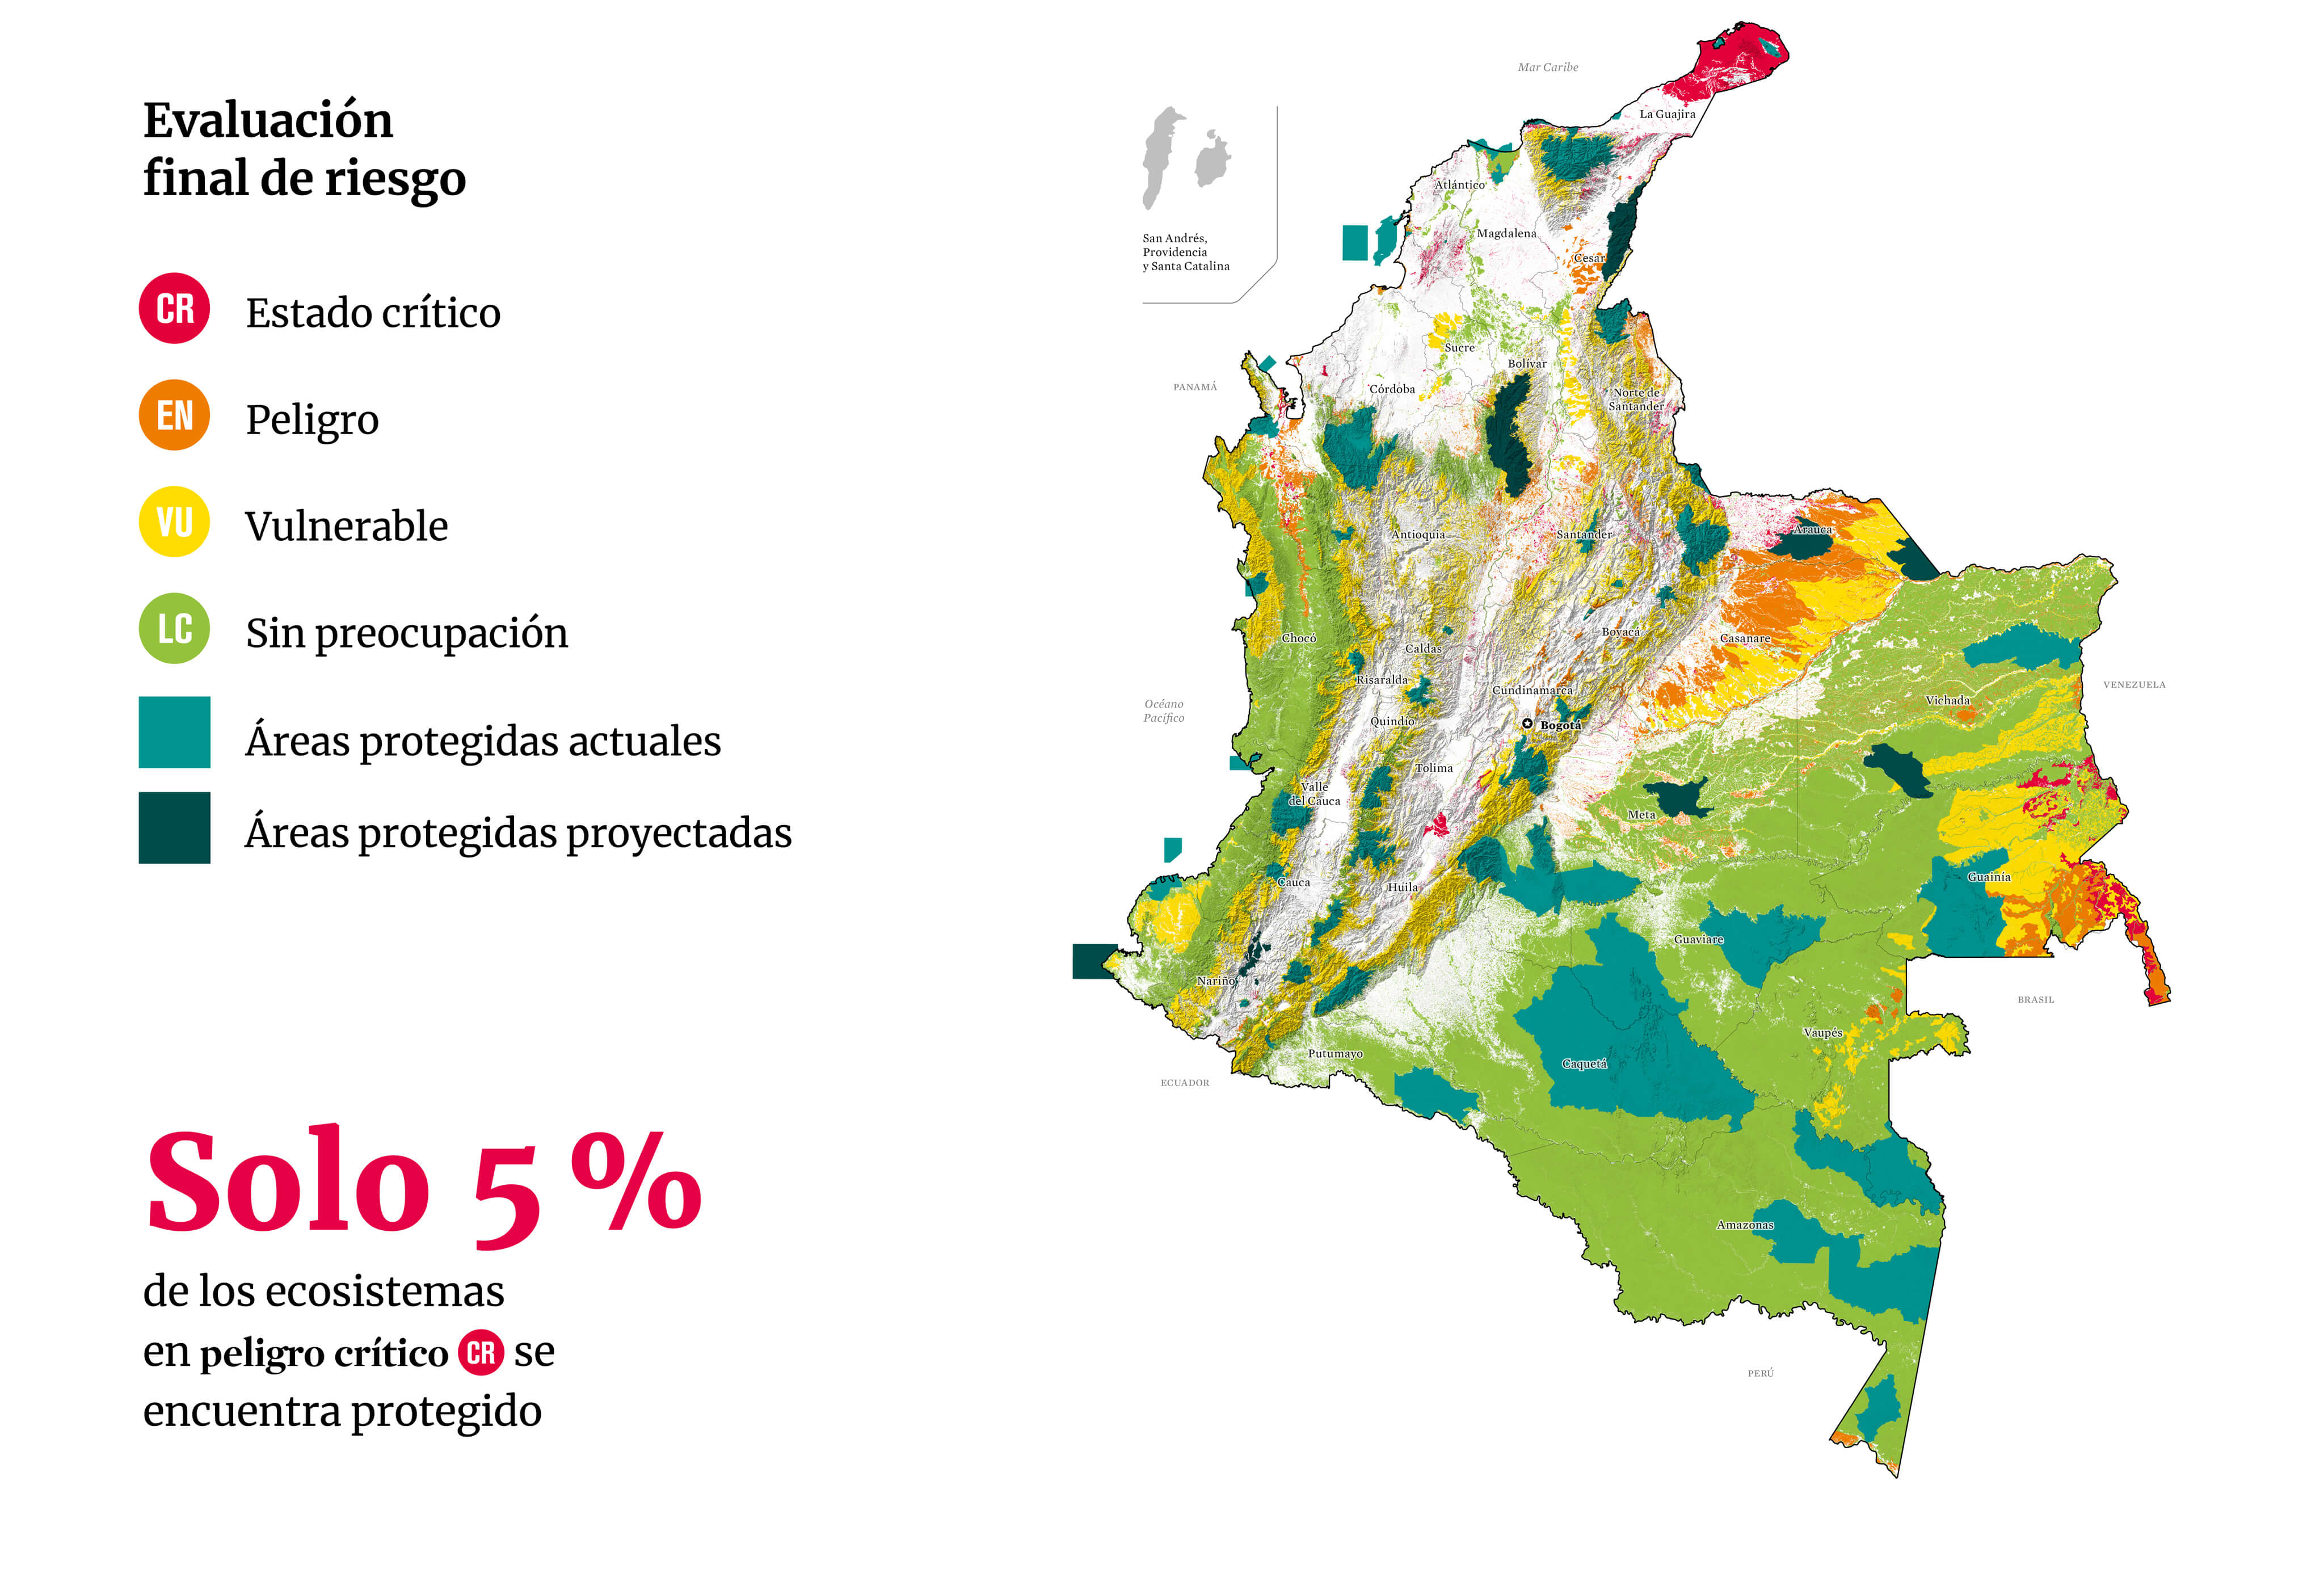 Evaluación
final de riesgo
CR Estado crítico
EN Peligro
VU Vulnerable
LC Sin preocupación
Áreas protegidas actuales
Áreas protegidas proyectadas
Solo 5 %
de los ecosistemas
en peligro crítico CR se
encuentra protegido
Mar Caribe
La Guajira
San Andrés,
Providencia
y Santa Catalina
Atlántico
Magdalena
Cesar
Sucre
Bolívar
PANAMÁ
Córdoba
Norte de
Santander
Antioquia
Santander
Arauca
Chocó
Boyacá
Casanare
Caldas
Risaralda
Cundinamarca
VENEZUELA
Vichada
Océano
Pacífico
Quindío
Bogotá
Tolima
Valle
del Cauca
Meta
Cauca
Huila
Guainía
Guaviare
Nariño
BRASIL
Vaupés
Putumayo
Caquetá
ECUADOR
Amazonas
PERÚ